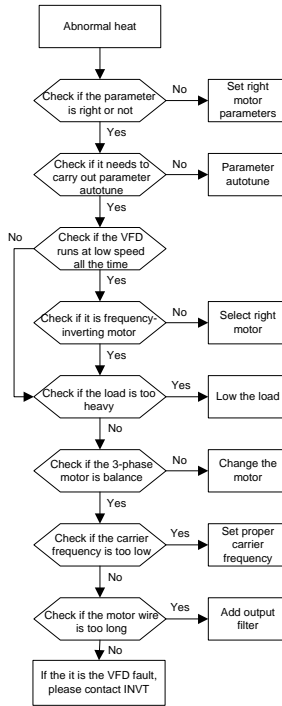 Abnormal heat
Check if the parameter
is right or not
No
Set right
motor
parameters
Yes
Check if it needs to
carry out parameter
autotune
No
Parameter
autotune
Yes
No
Check if the VFD
runs at low speed
all the time
Yes
Check if it is frequency-
inverting motor
No
Select right
motor
Yes
Check if the load is too
heavy
Yes
Low the load
No
Check if the 3-phase
motor is balance
No
Change the
motor
Yes
Check if the carrier
frequency is too low
Yes
Set proper
carrier
frequency
No
Check if the motor wire
is too long
Yes
Add output
filter
No
If the it is the VFD fault,
please contact INVT